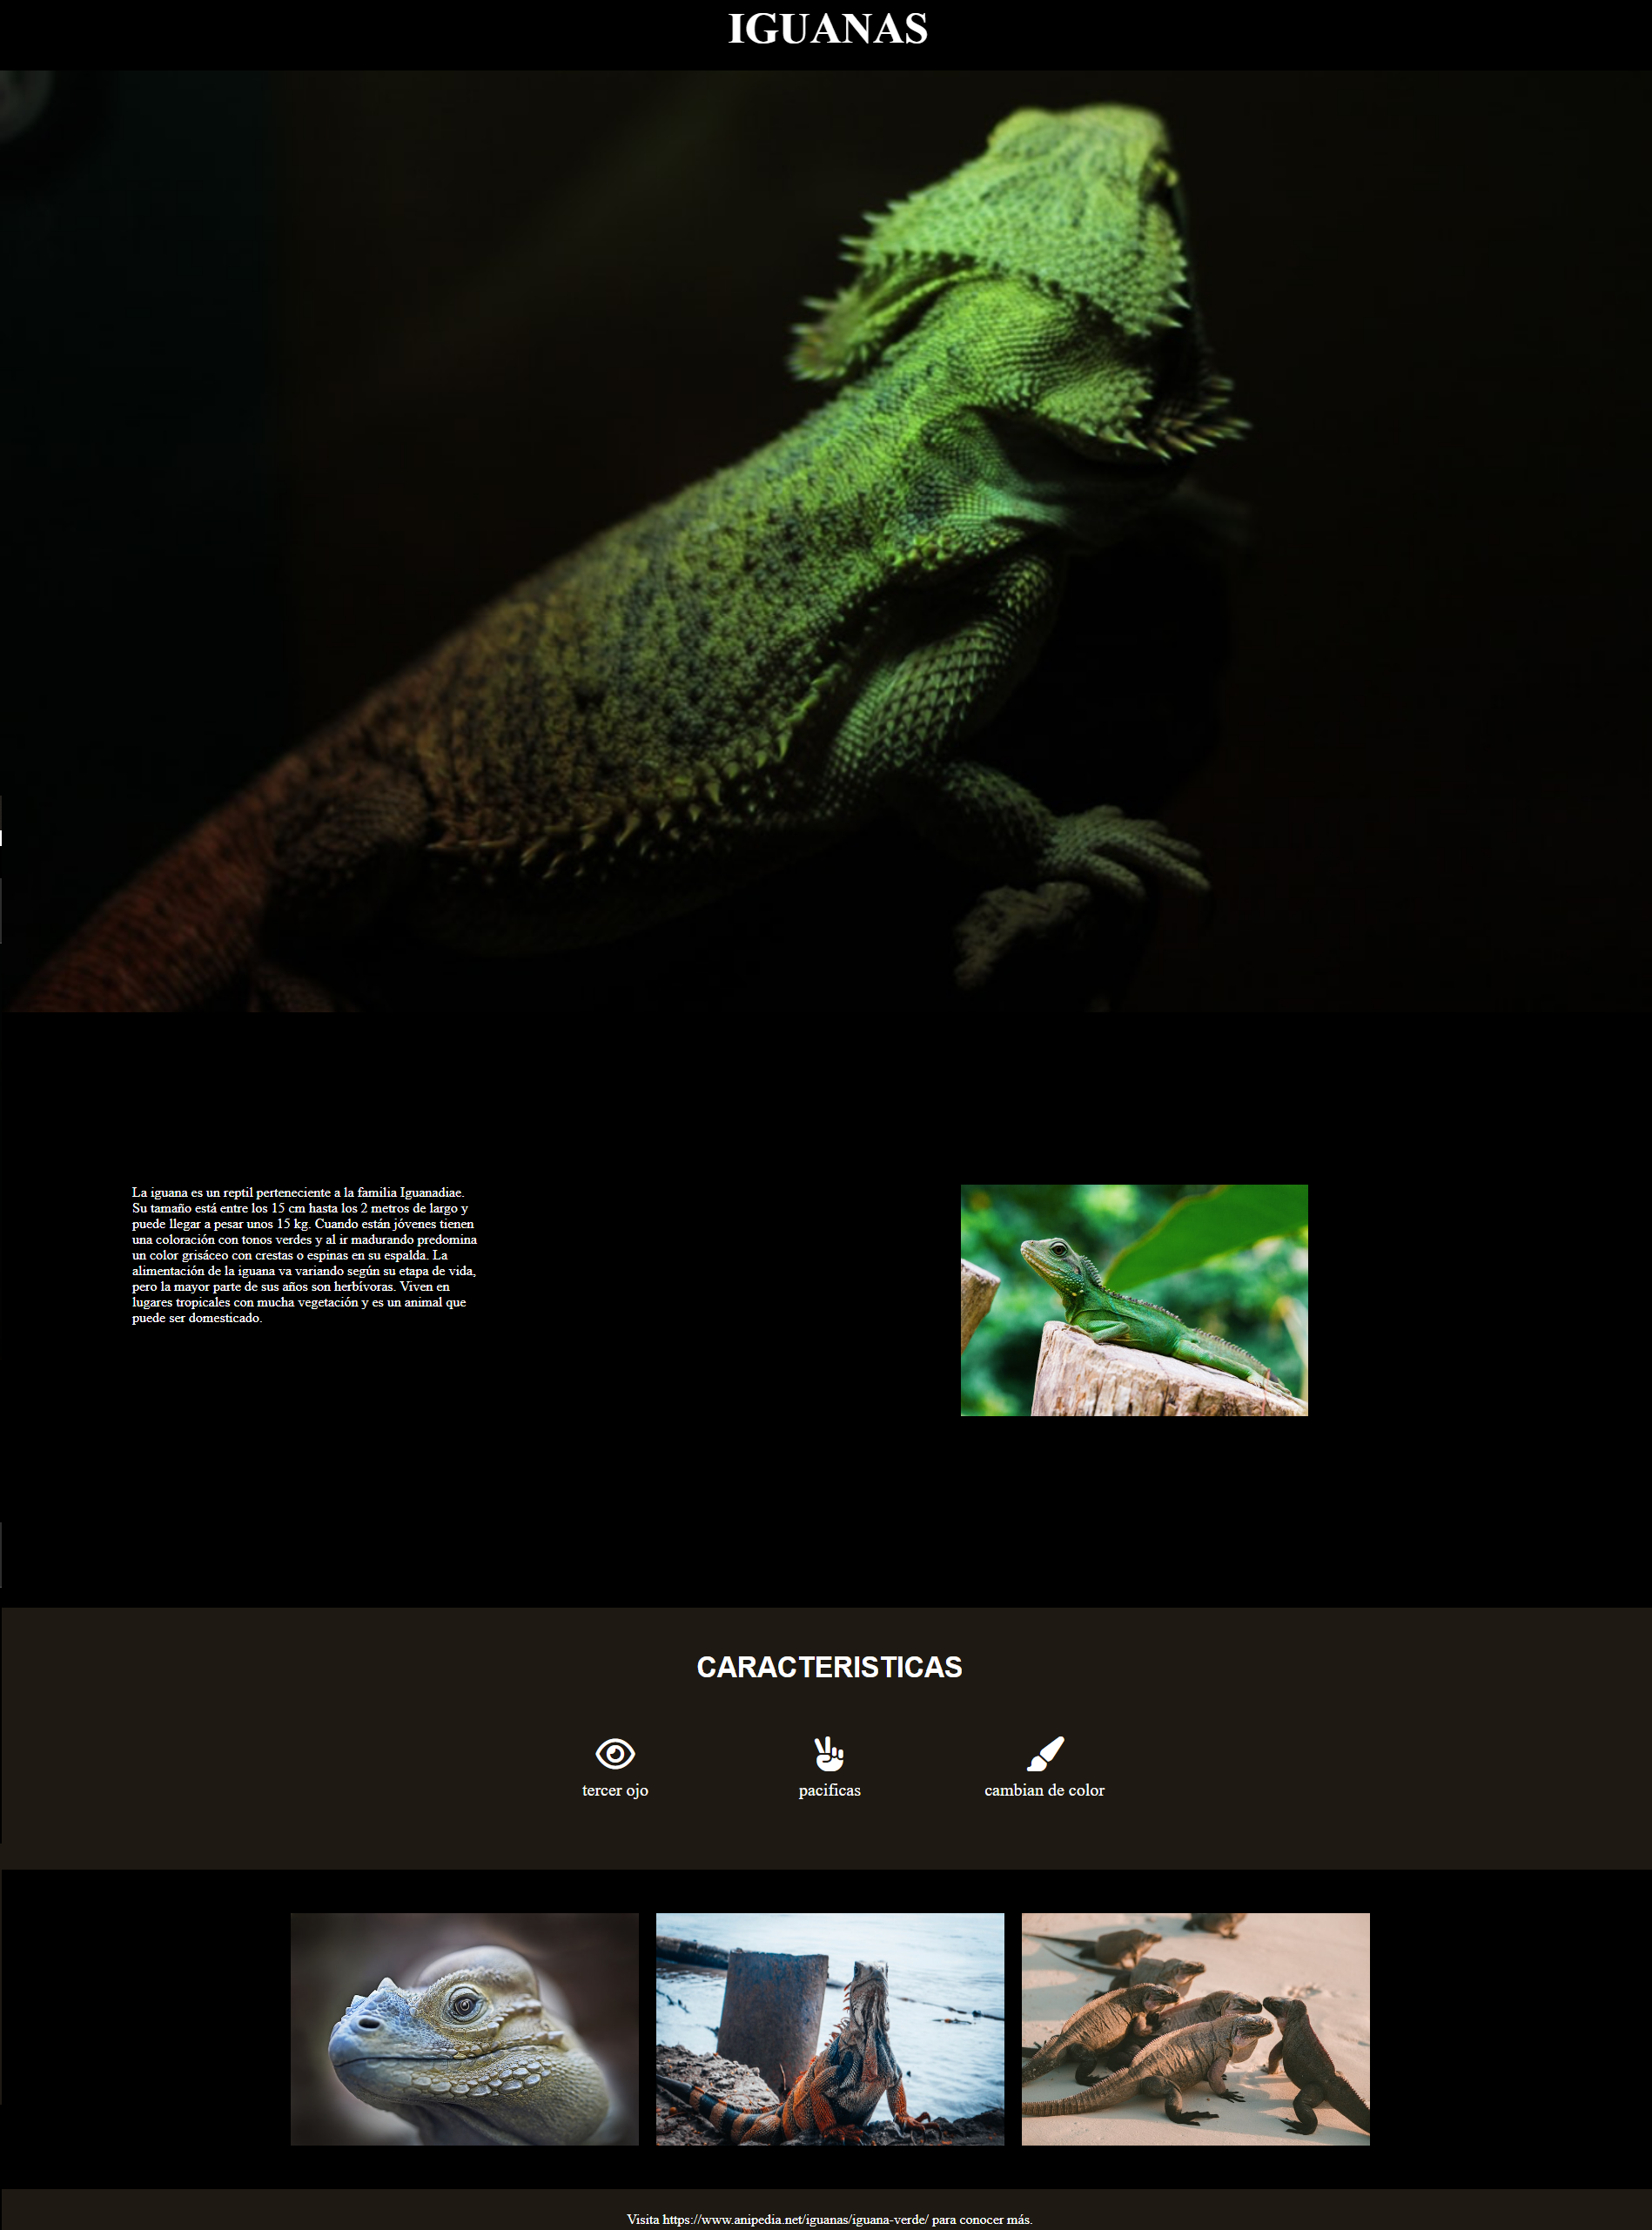 IGUANAS
La iguana es un reptil perteneciente a la familia Iguanadiae.
Su tamaño está entre los 15 cm hasta los 2 metros de largo y
puede llegar a pesar unos 15 kg. Cuando están jóvenes tienen
una coloración con tonos verdes y al ir madurando predomina
un color grisáceo con crestas o espinas en su espalda. La
alimentación de la iguana va variando según su etapa de vida,
pero la mayor parte de sus años son herbívoras. Viven en
lugares tropicales con mucha vegetación y es un animal que
puede ser domesticado.
CARACTERISTICAS
tercer ojo
pacificas
cambian de color
Visita https://www.anipedia.net/iguanas/iguana-verde/ para conocer más.